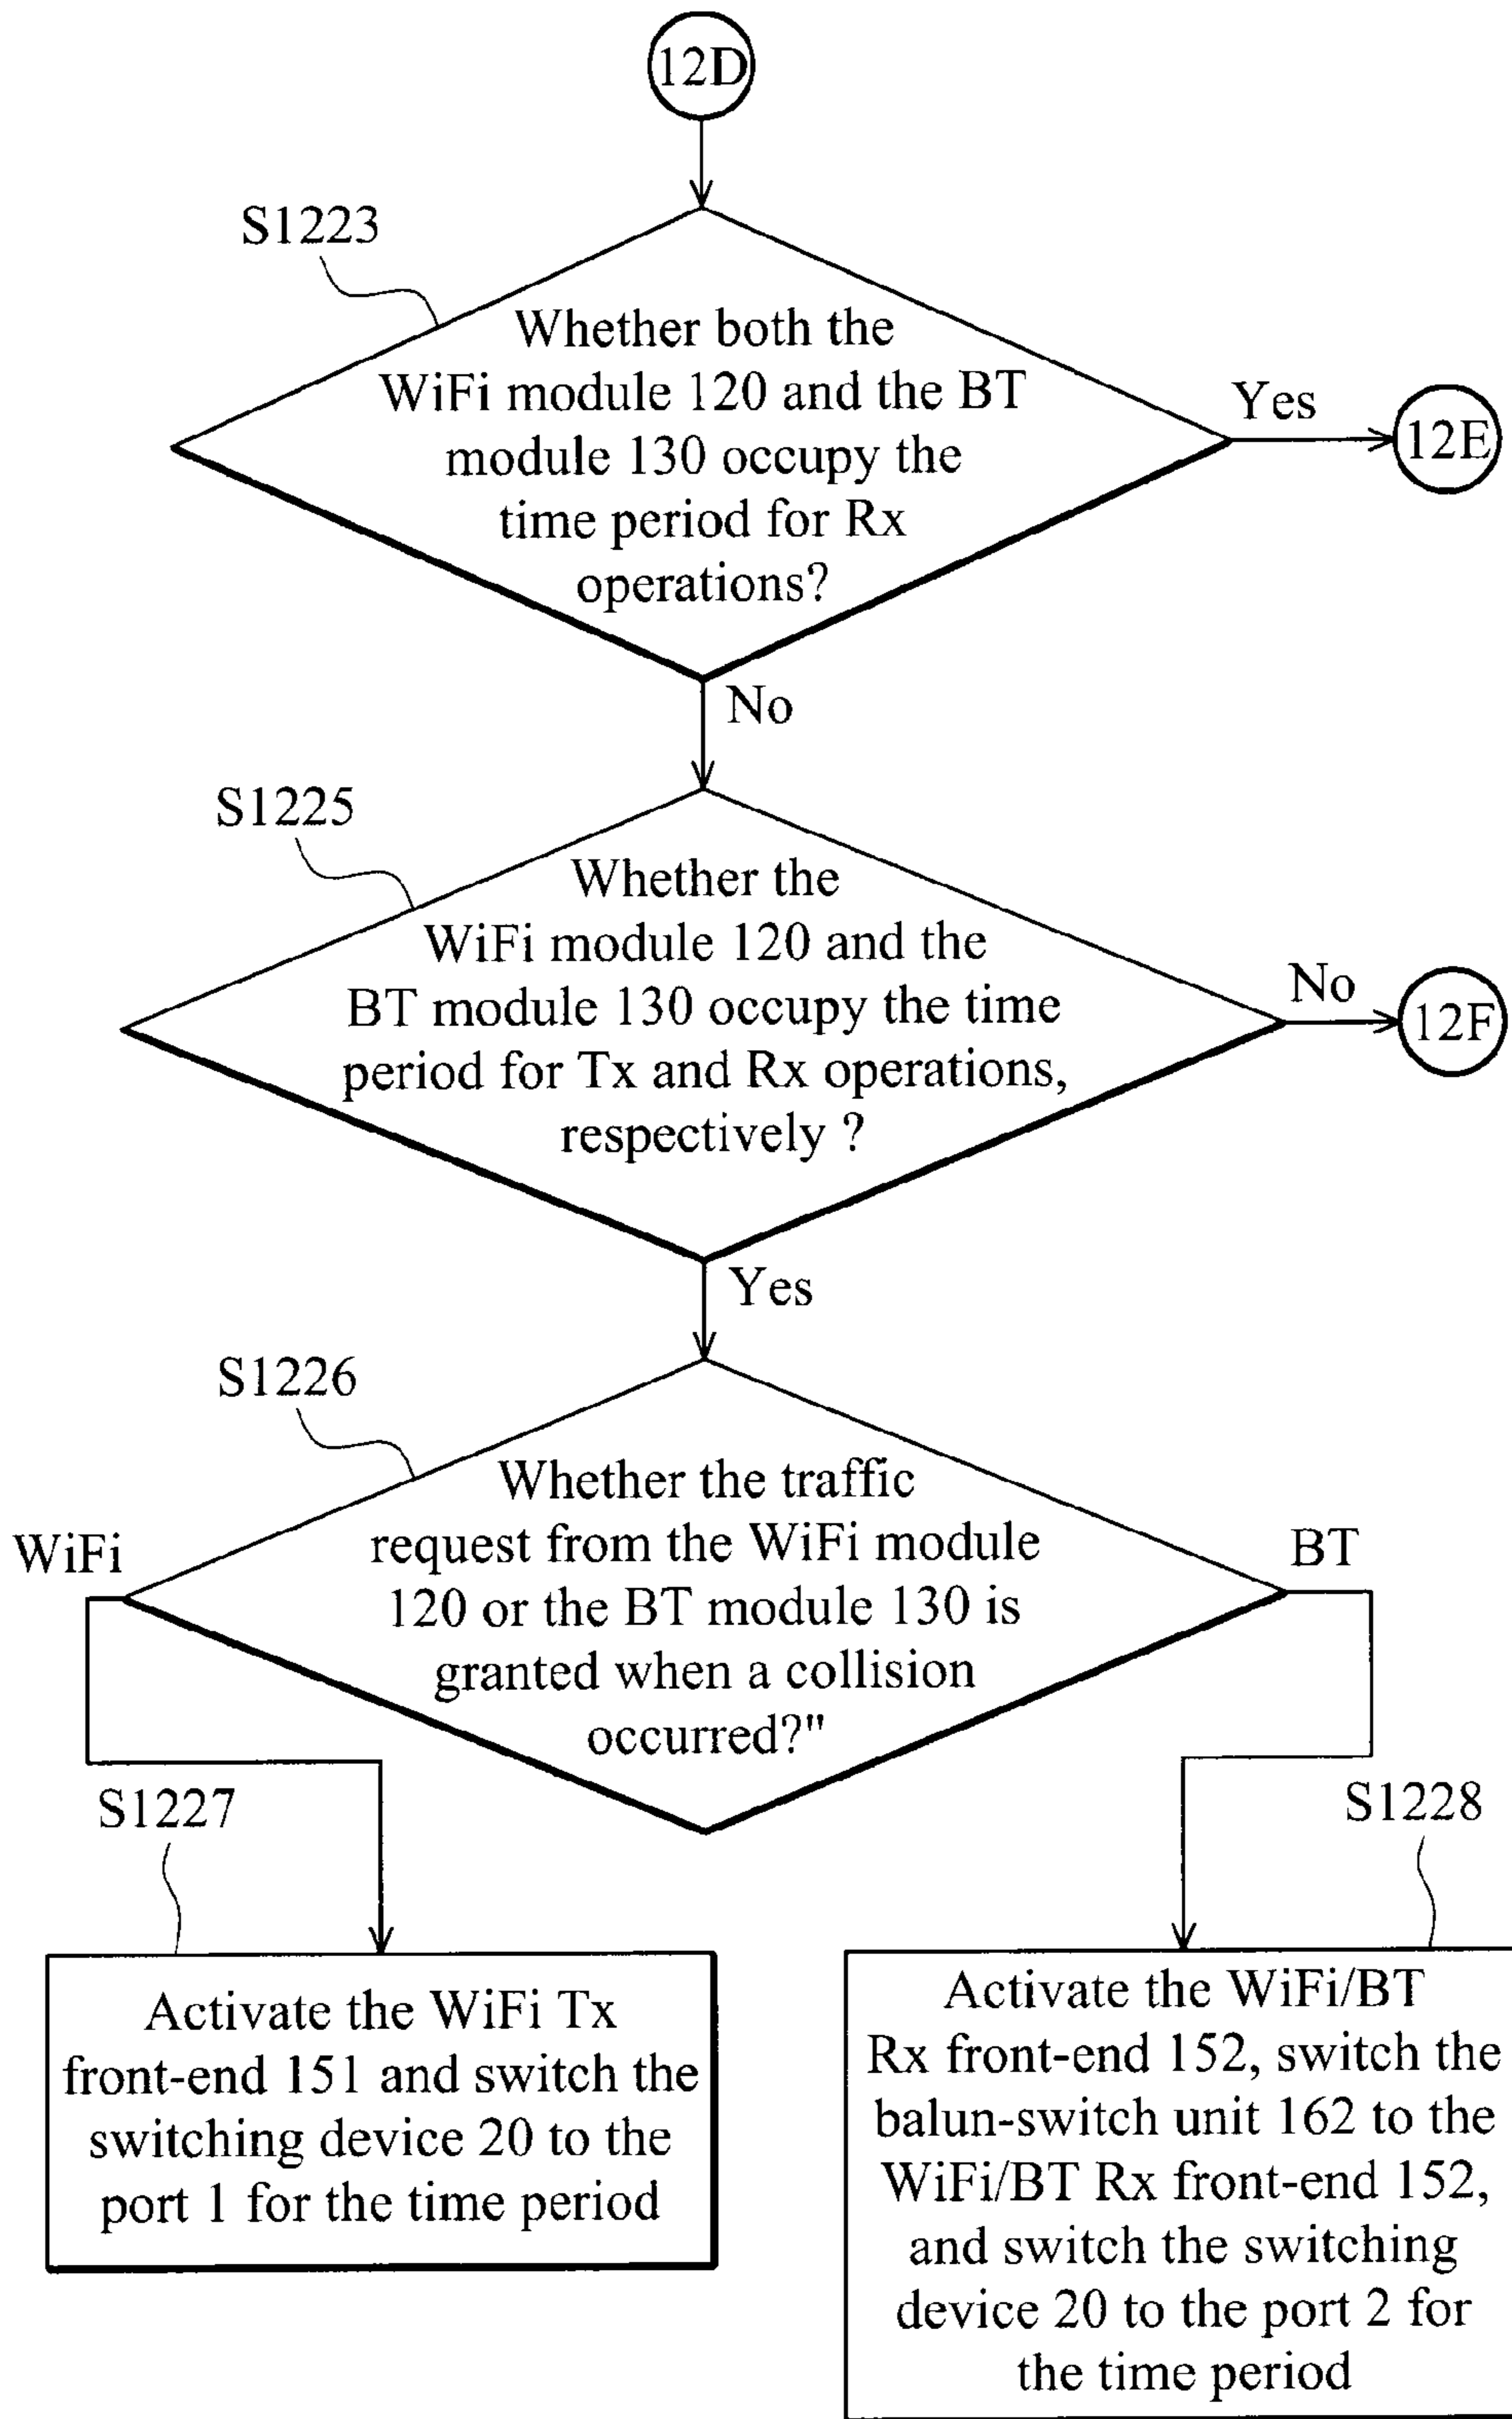 12D
S1223
Whether both the
WiFi module 120 and the BT
module 130 occupy the
time period for Rx
operations?
Yes
12E
No
S1225
Whether the
WiFi module 120 and the
BT module 130 occupy the time
period for Tx and Rx operations,
respectively ?
No
12F
Yes
S1226
Whether the traffic
request from the WiFi module
120 or the BT module 130 is
granted when a collision
occurred?"
WiFi
BT
S1227
Activate the WiFi Tx
front-end 151 and switch the
switching device 20 to the
port 1 for the time period
S1228
Activate the WiFi/BT
Rx front-end 152, switch the
balun-switch unit 162 to the
WiFi/BT Rx front-end 152,
and switch the switching
device 20 to the port 2 for
the time period